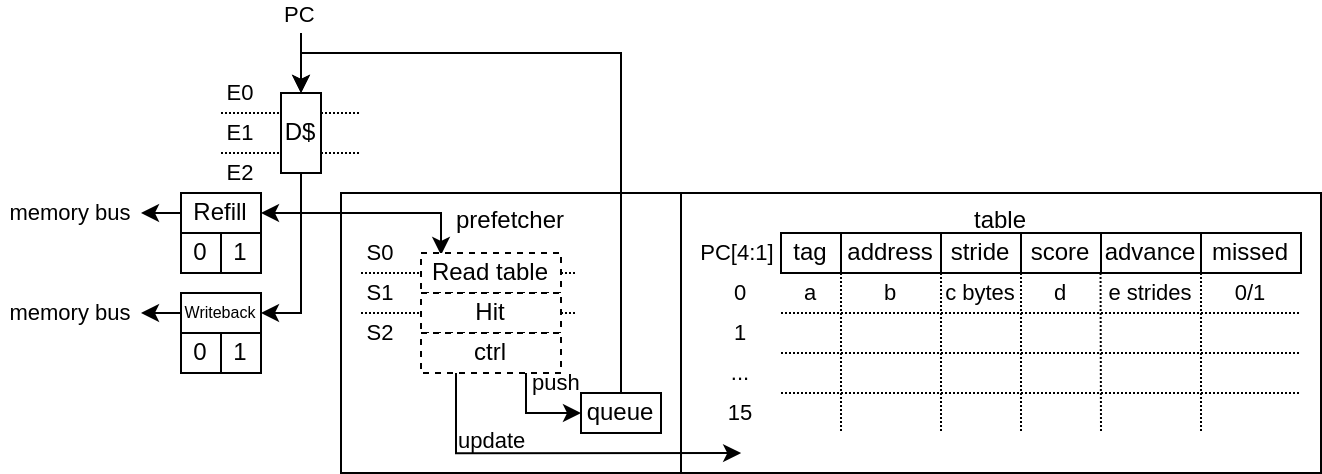 PC
E0
D$
E1
E2
memory bus
Refill
0 1
memory bus
Writeback
0 1
prefetcher
S0
Read table
S1
Hit
S2
ctrl
push
queue
update
table
PC[4:1] tag address stride score advance missed
0 a b c bytes d e strides 0/1
1
...
15